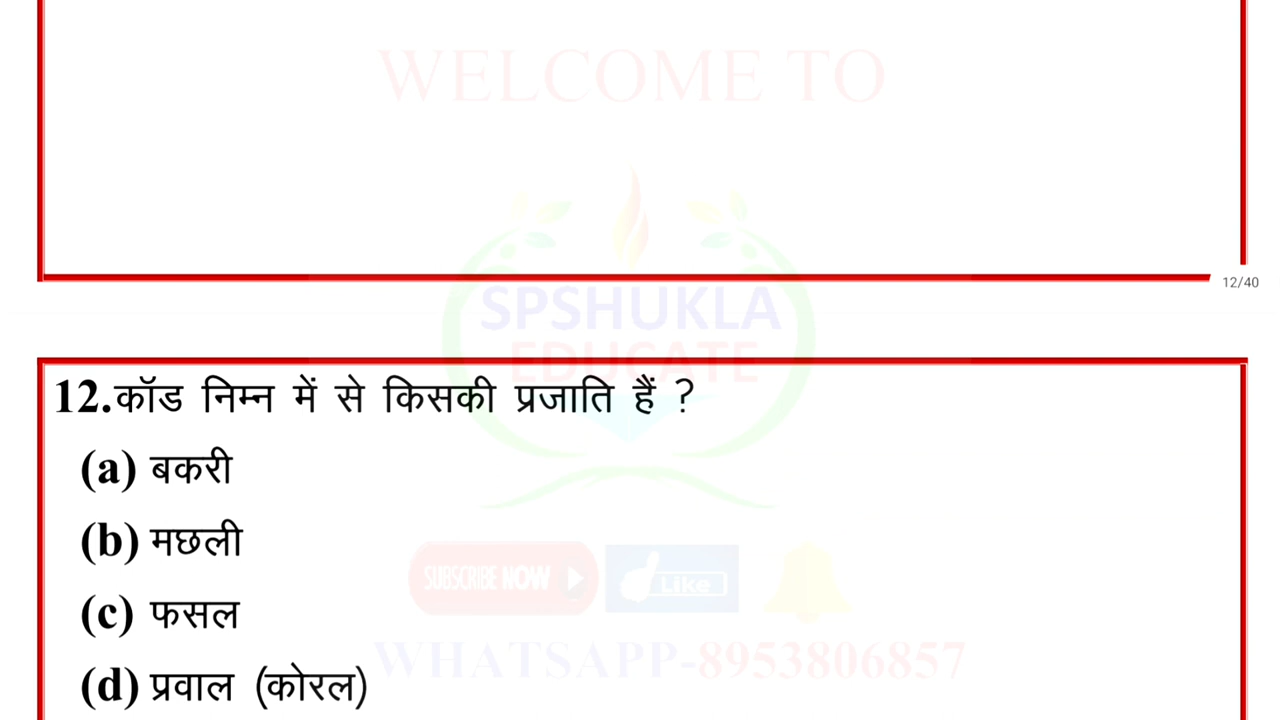 WELCOME TO
SPSHUKLA
EDUCATE
12/40
12.कॉड निम्न में से किसकी प्रजाति हैं ?
(a) बकरी
(b) मछली
SUBSCRIBE NOW Like
(c) फसल
WHATSAPP-8953806857
(d) प्रवाल (कोरल)